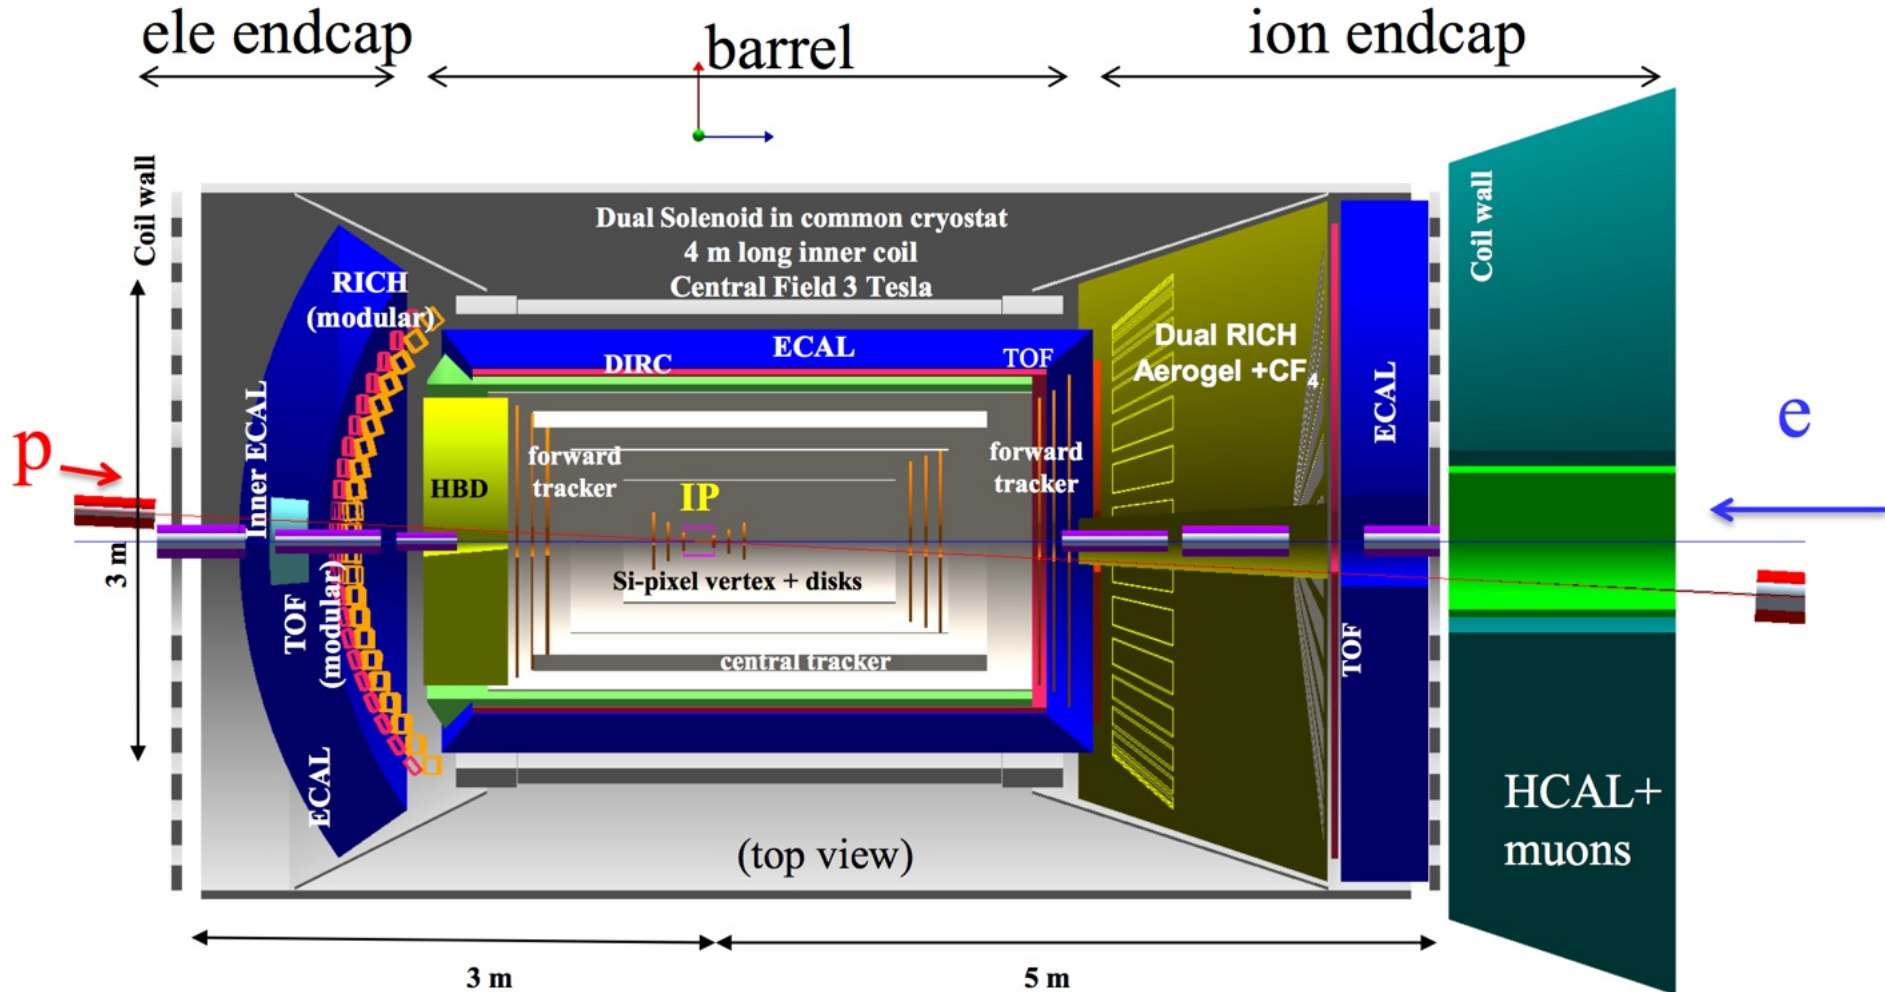 ele endcap
barrel
ion endcap
Coil wall
Coil wall
Dual Solenoid in common cryostat
4 m long inner coil
Central Field 3 Tesla
RICH
(modular)
ECAL
DIRC
TOF
Dual RICH
Aerogel +CF4
ECAL
Inner ECAL
p
e
forward
tracker
forward
tracker
HBD
IP
3 m
Si-pixel vertex + disks
TOF
(modular)
TOF
central tracker
ECAL
HCAL+
muons
(top view)
3 m
5 m